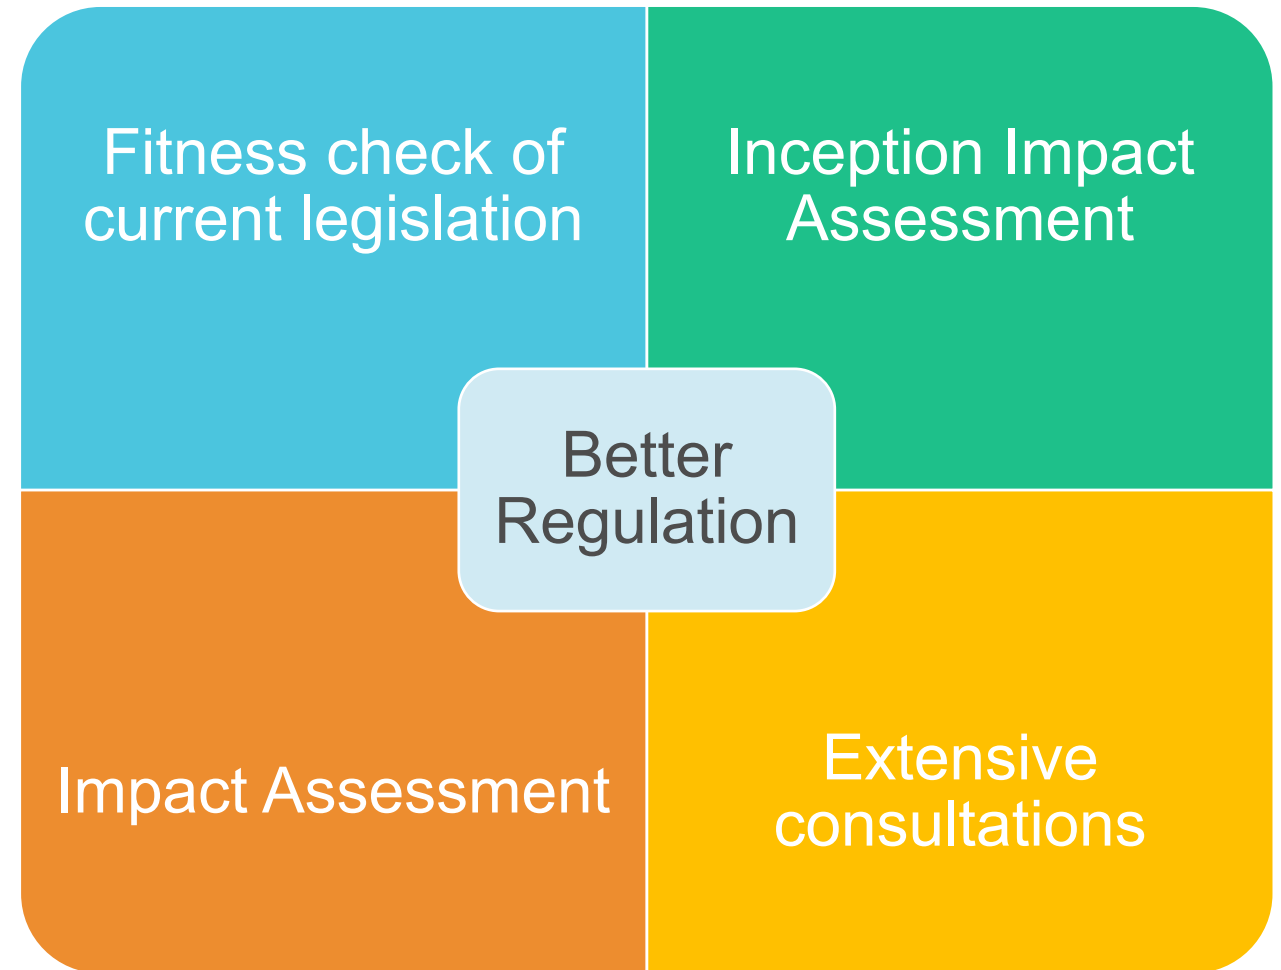 Fitness check of
current legislation
Inception Impact
Assessment
Better
Regulation
Impact Assessment
Extensive
consultations